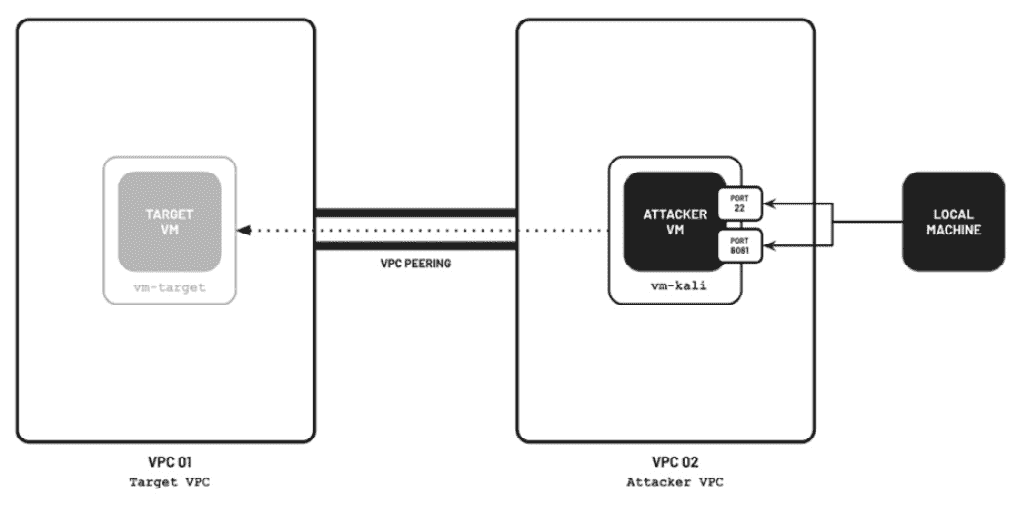 TARGET
VM
vm-target
VPC PEERING
ATTACKER
VM
PORT
22
PORT
8081
vm-kali
LOCAL
MACHINE
VPC 01
Target VPC
VPC 02
Attacker VPC